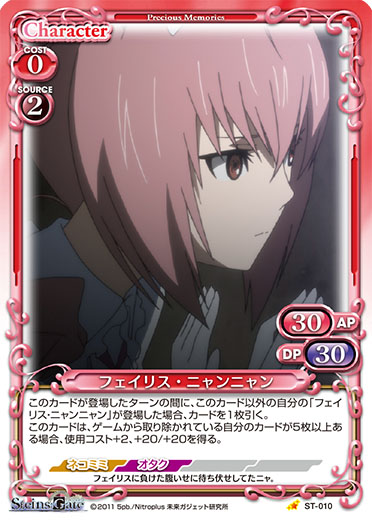 Precious Memories
Character
COST
0
SOURCE
2
30 AP
DP 30
フェイリス・ニャンニャン
このカードが登場したターンの間に、このカード以外の自分の「フェイ
リス・ニャンニャン」が登場した場合、カードを1枚引く。
このカードは、ゲームから取り除かれている自分のカードが5枚以上あ
る場合、使用コスト+2、+20/+20を得る。
ネコミミ オタク
フェイリスに負けた腹いせに待ち伏せしてたニャ。
Steins;Gate ©2011 5pb./Nitroplus 未来ガジェット研究所 ST-010